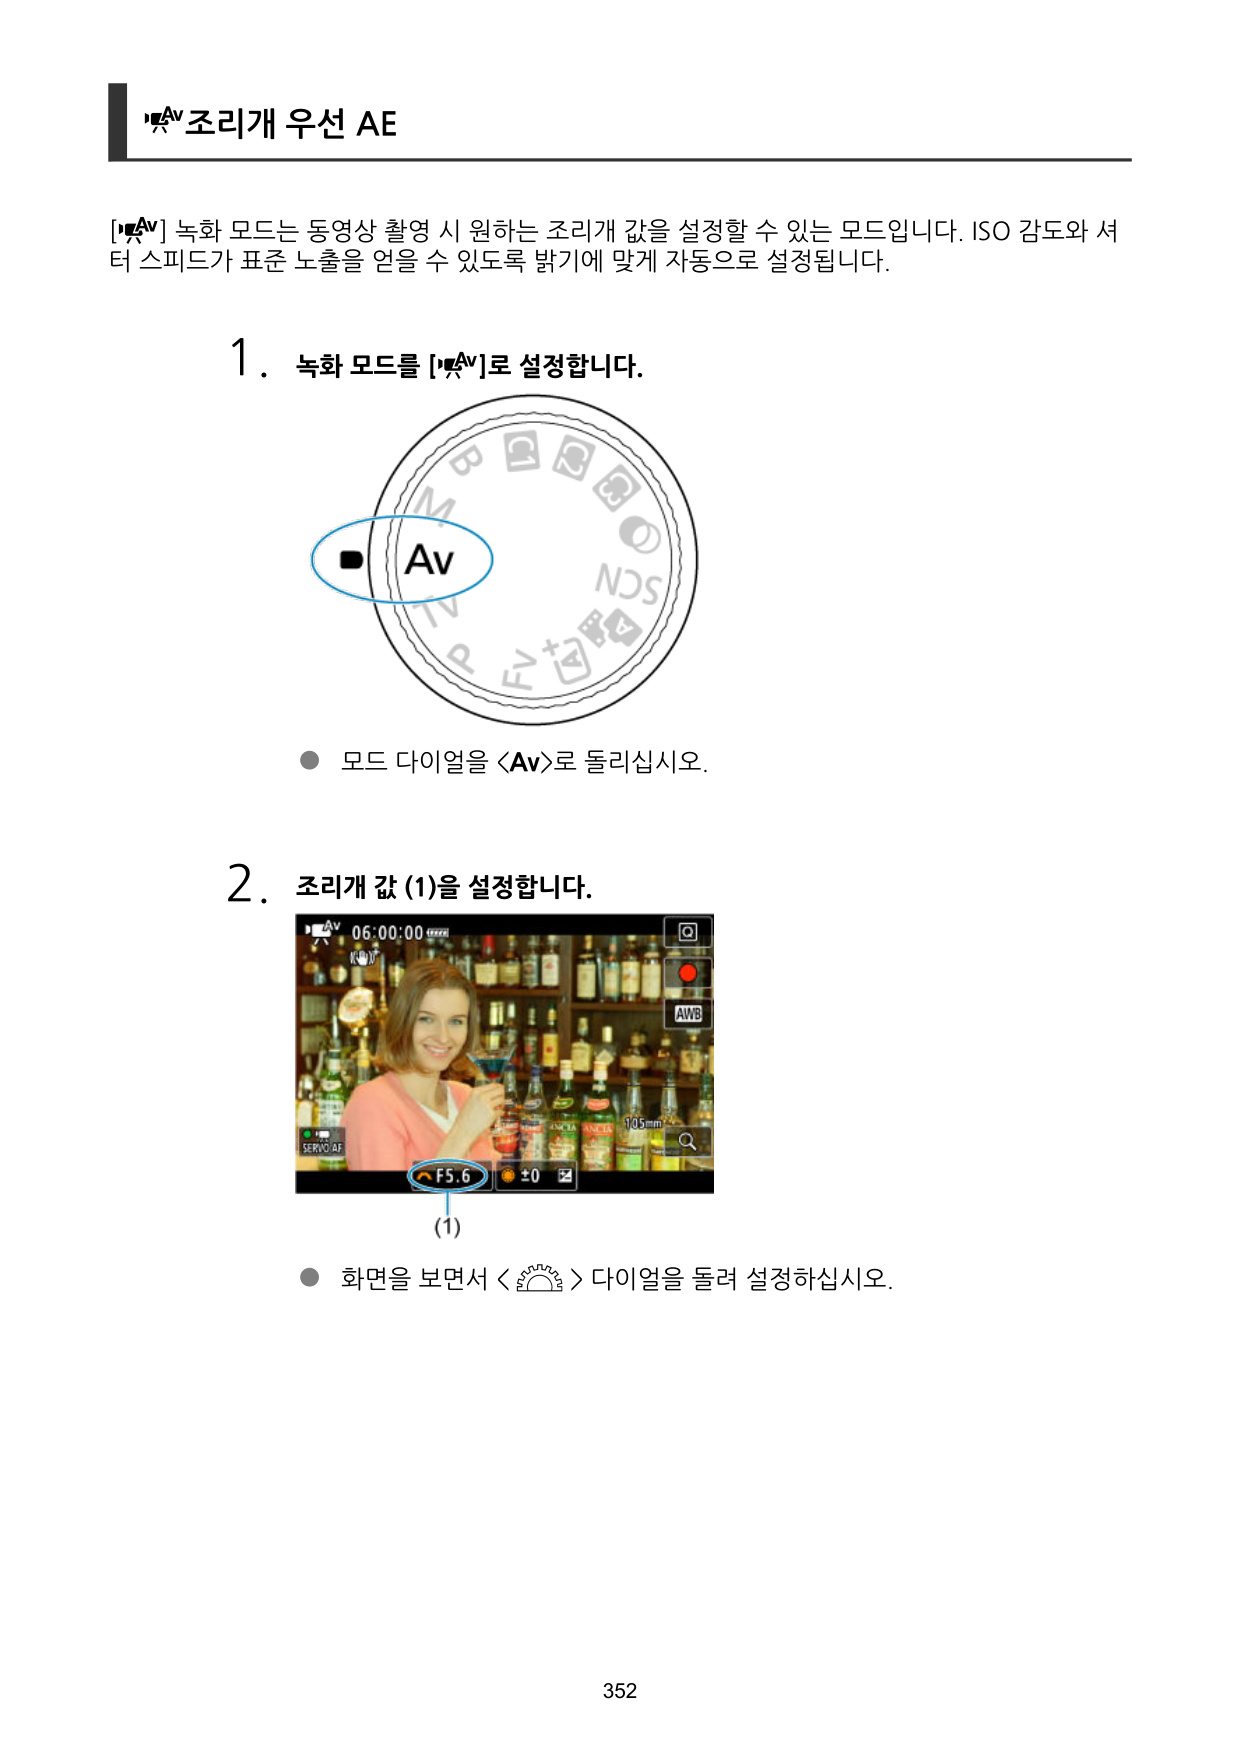 Av조리개 우선 AE
[Av] 녹화 모드는 동영상 촬영 시 원하는 조리개 값을 설정할 수 있는 모드입니다. ISO 감도와 셔
터 스피드가 표준 노출을 얻을 수 있도록 밝기에 맞게 자동으로 설정됩니다.
1. 녹화 모드를 [Av]로 설정합니다.
B C1 C2 C3
M
Av
Tv SCN
P Fv A+ A
● 모드 다이얼을 <Av>로 돌리십시오.
2. 조리개 값 (1)을 설정합니다.
Av 06:00:00 Q
AWB
105mm
SERVO AF
F5.6 ±0
(1)
● 화면을 보면서 < > 다이얼을 돌려 설정하십시오.
352